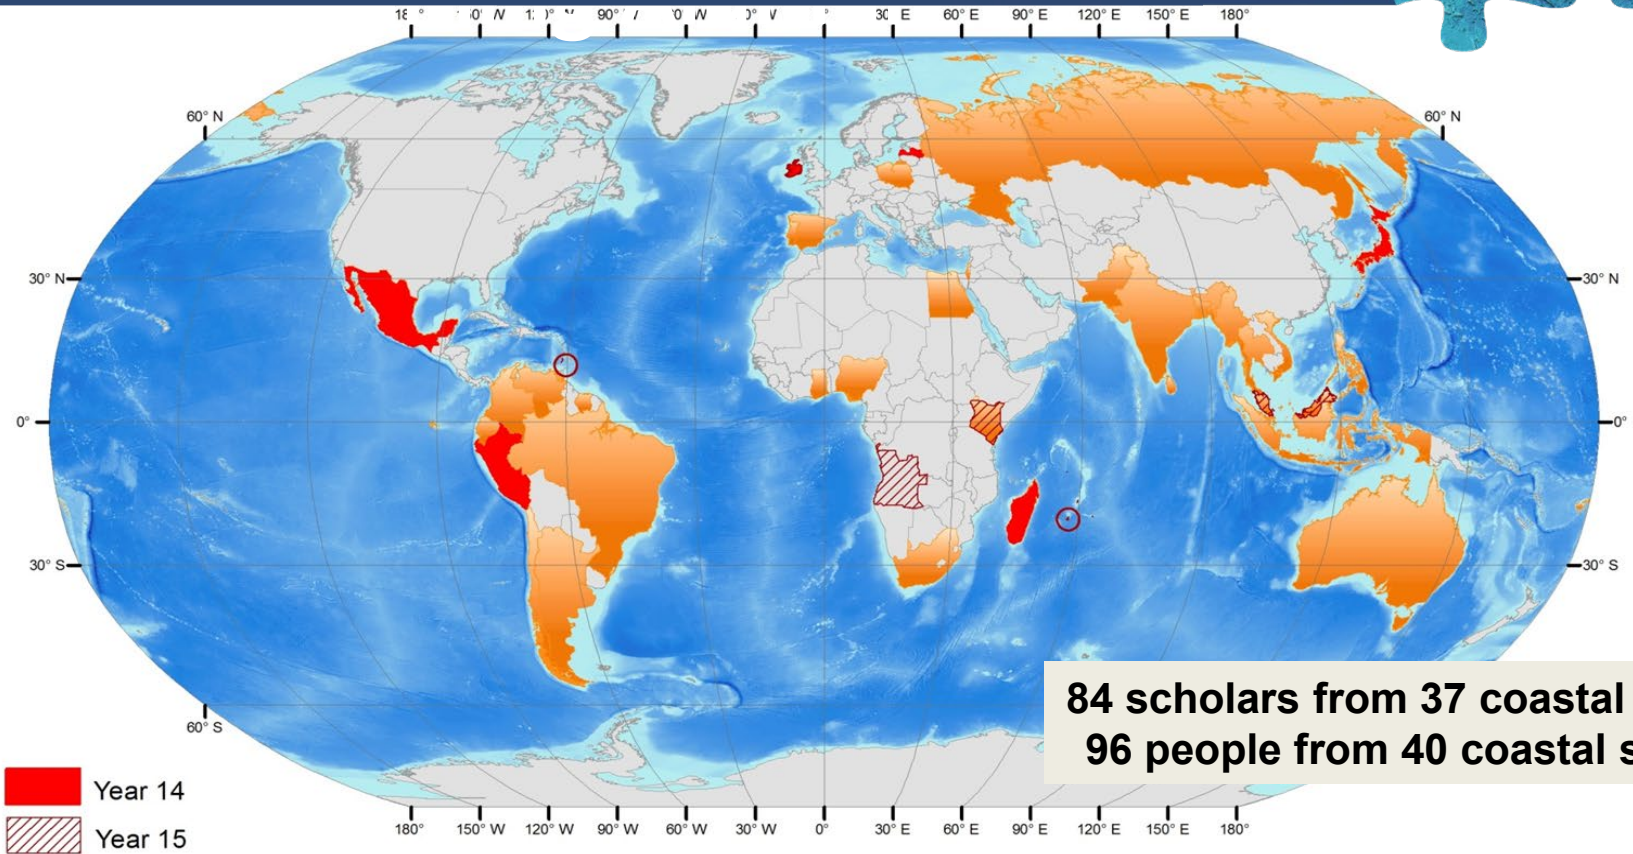 90°
30° E 60° E 90° E 120° E 150° E 180°
60° N 60° N
30° N 30° N
0° 0°
30° S 30° S
60° S
84 scholars from 37 coastal
96 people from 40 coastal
Year 14
Year 15
180° 150° W 120° W 90° W 60° W 30° W 0° 30° E 60° E 90° E 120° E 150° E 180°